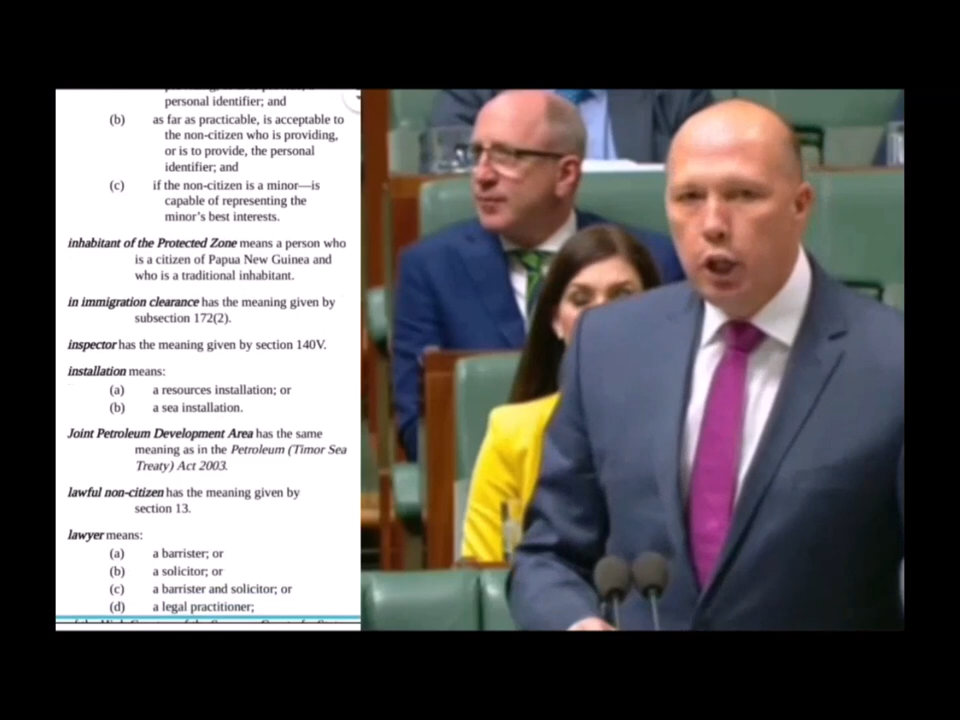 personal identifier; and
(b) as far as practicable, is acceptable to
the non-citizen who is providing,
or is to provide, the personal
identifier; and
(c) if the non-citizen is a minor—is
capable of representing the
minor's best interests.
inhabitant of the Protected Zone means a person who
is a citizen of Papua New Guinea and
who is a traditional inhabitant.
in immigration clearance has the meaning given by
subsection 172(2).
inspector has the meaning given by section 140V.
installation means:
(a) a resources installation; or
(b) a sea installation.
Joint Petroleum Development Area has the same
meaning as in the Petroleum (Timor Sea
Treaty) Act 2003.
lawful non-citizen has the meaning given by
section 13.
lawyer means:
(a) a barrister; or
(b) a solicitor; or
(c) a barrister and solicitor; or
(d) a legal practitioner;